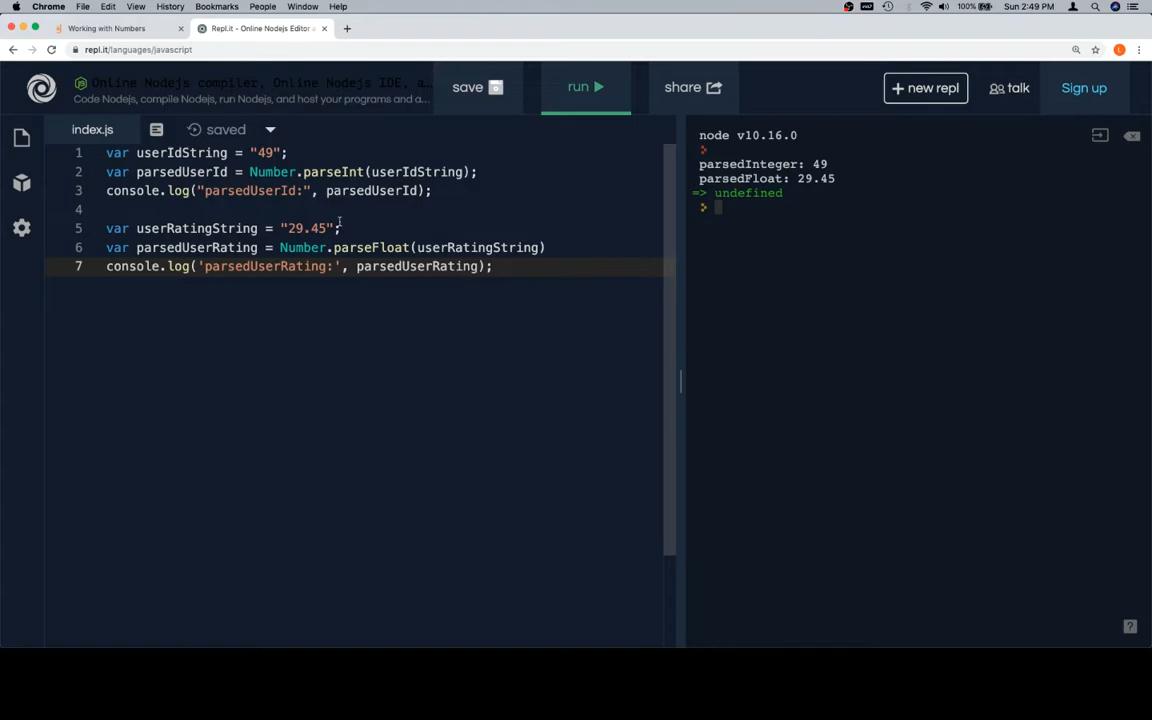 Chrome File Edit View History Bookmarks People Window Help 100% Sun 2:49 PM
Working with Numbers Repl.it - Online Nodejs Editor
repl.it/languages/javascript
Online Nodejs compiler, Online Nodejs IDE, a…
Code Nodejs, compile Nodejs, run Nodejs, and host your programs and a…
save run share + new repl talk Sign up
index.js saved
1 var userIdString = "49";
2 var parsedUserId = Number.parseInt(userIdString);
3 console.log("parsedUserId:", parsedUserId);
4
5 var userRatingString = "29.45";
6 var parsedUserRating = Number.parseFloat(userRatingString)
7 console.log('parsedUserRating:', parsedUserRating);
node v10.16.0
parsedInteger: 49
parsedFloat: 29.45
=> undefined
?